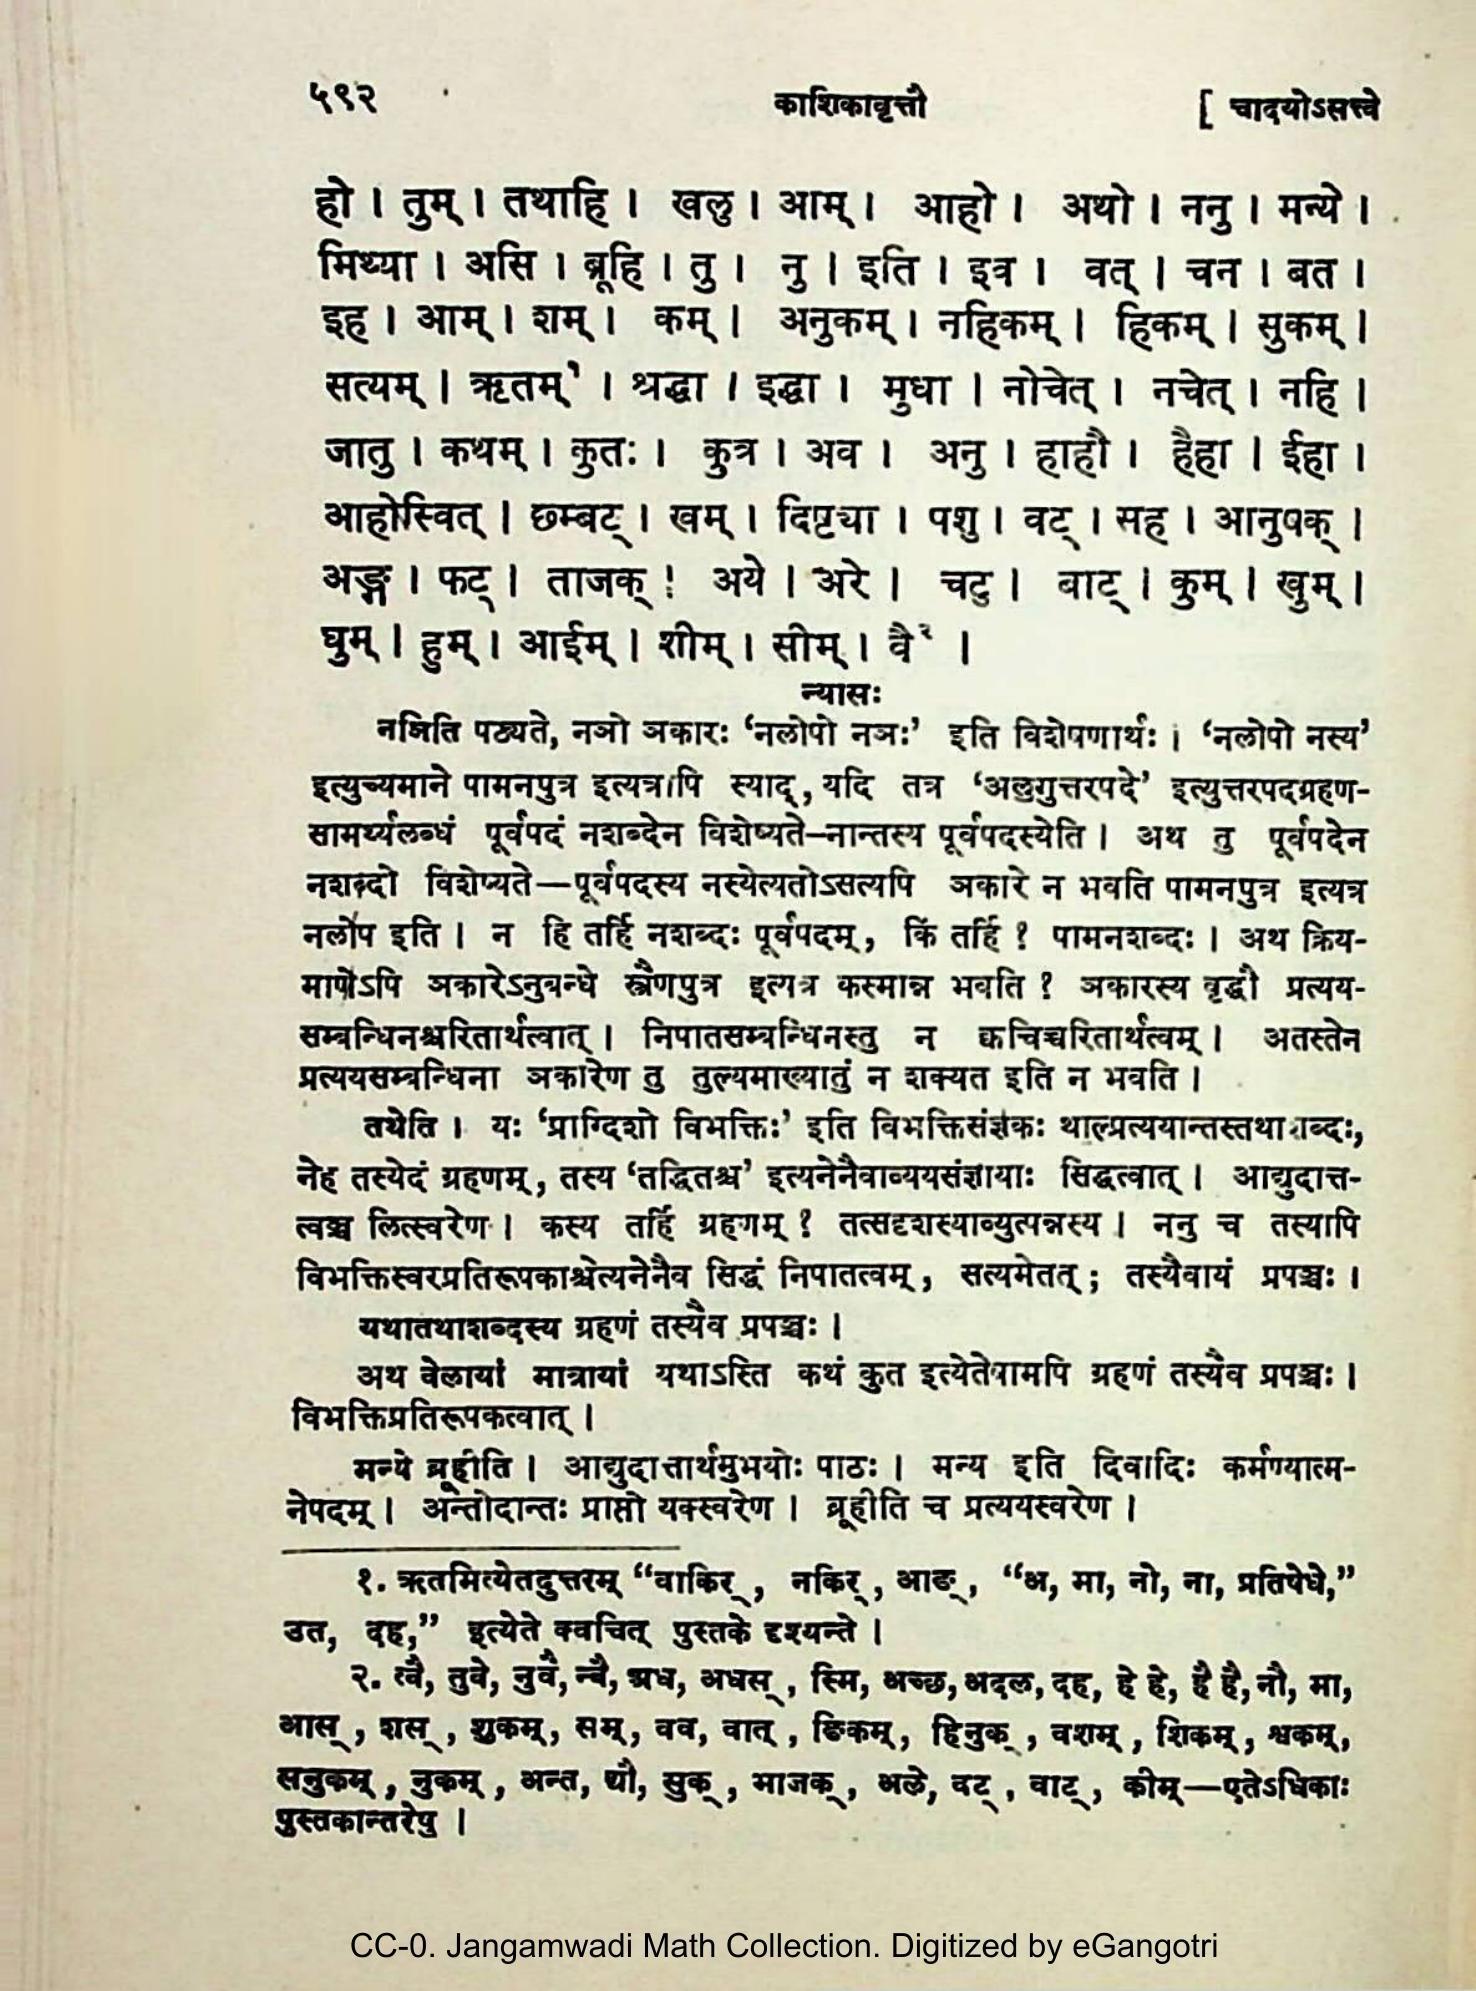 ५९२ काशिकावृत्तौ [ चादयोऽसत्त्वे
हो । तुम् । तथाहि । खलु । आम् । आहो । अथो । ननु । मन्ये ।
मिथ्या । असि । ब्रूहि । तु । नु । इति । इव । वत् । चन । बत ।
इह । आम् । शम् । कम् । अनुकम् । नहिकम् । हिकम् । सुकम् ।
सत्यम् । ऋतम्१ । श्रद्धा । इद्धा । मुधा । नोचेत् । नचेत् । नहि ।
जातु । कथम् । कुतः । कुत्र । अव । अनु । हाहौ । हैहा । ईहा ।
आहोस्वित् । छम्बट् । खम् । दिष्ट्या । पशु । वट् । सह । आनुषक् ।
अङ्ग । फट् । ताजक् ! अये । अरे । चटु । बाट् । कुम् । खुम् ।
घुम् । हुम् । आईम् । शीम् । सीम् । वै२ ।
न्यासः
नञिति पठ्यते, नञो ञकारः ‘नलोपो नञः’ इति विशेषणार्थः । ‘नलोपो नस्य’
इत्युच्यमाने पामनपुत्र इत्यत्रापि स्याद्, यदि तत्र ‘अलुगुत्तरपदे’ इत्युत्तरपदग्रहण-
सामर्थ्यलब्धं पूर्वपदं नशब्देन विशेष्यते—नान्तस्य पूर्वपदस्येति । अथ तु पूर्वपदेन
नशब्दो विशेष्यते—पूर्वपदस्य नस्येत्यतोऽसत्यपि ञकारे न भवति पामनपुत्र इत्यत्र
नलोप इति । न हि तर्हि नशब्दः पूर्वपदम्, किं तर्हि ? पामनशब्दः । अथ क्रिय-
माणेऽपि ञकारेऽनुबन्धे स्त्रैणपुत्र इत्यत्र कस्मान्न भवति ? ञकारस्य वृद्धौ प्रत्यय-
सम्बन्धिनश्चरितार्थत्वात् । निपातसम्बन्धिनस्तु न क्वचिच्चरितार्थत्वम् । अतस्तेन
प्रत्ययसम्बन्धिना ञकारेण तु तुल्यमाख्यातुं न शक्यत इति न भवति ।
तथेति । यः ‘प्राग्दिशो विभक्तिः’ इति विभक्तिसंज्ञकः थाल्प्रत्ययान्तस्तथाशब्दः,
नेह तस्येदं ग्रहणम्, तस्य ‘तद्धितश्च’ इत्यनेनैवाव्ययसंज्ञायाः सिद्धत्वात् । आद्युदात्त-
त्वञ्च लित्स्वरेण । कस्य तर्हि ग्रहणम् ? तत्सदृशस्याव्युत्पन्नस्य । ननु च तस्यापि
विभक्तिस्वरप्रतिरूपकाश्चेत्यनेनैव सिद्धं निपातत्वम्, सत्यमेतत्; तस्यैवायं प्रपञ्चः ।
यथातथाशब्दस्य ग्रहणं तस्यैव प्रपञ्चः ।
अथ वेलायां मात्रायां यथाऽस्ति कथं कुत इत्येतेषामपि ग्रहणं तस्यैव प्रपञ्चः ।
विभक्तिप्रतिरूपकत्वात् ।
मन्ये ब्रूहीति । आद्युदात्तार्थमुभयोः पाठः । मन्य इति दिवादिः कर्मण्यात्म-
नेपदम् । अन्तोदान्तः प्राप्तो यक्स्वरेण । ब्रूहीति च प्रत्ययस्वरेण ।
१. ऋतमित्येतदुत्तरम् “वाकिर्, नकिर्, आङ्, “अ, मा, नो, ना, प्रतिषेधे,”
उत, दह,” इत्येते क्वचित् पुस्तके दृश्यन्ते ।
२. त्वै, तुवे, नुवै, न्वै, अध, अधस्, स्मि, अच्छ, अदल, दह, हे हे, है है, नौ, मा,
आस्, शस्, शुकम्, सम्, वव, वात्, ङिकम्, हिनुक्, वशम्, शिकम्, श्वकम्,
सनुकम्, नुकम्, अन्त, द्यौ, सुक्, भाजक्, अले, वट्, वाट्, कीम्—एतेऽधिकाः
पुस्तकान्तरेषु ।
CC-0. Jangamwadi Math Collection. Digitized by eGangotri